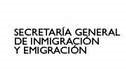 SECRETARÍA GENERAL
DE INMIGRACIÓN
Y EMIGRACIÓN